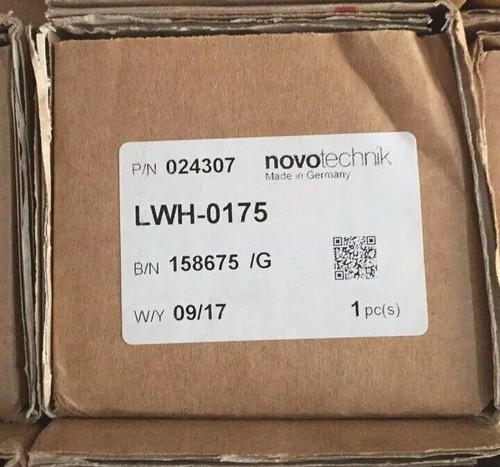 P/N 024307 novotechnik
Made in Germany
LWH-0175
B/N 158675 /G
W/Y 09/17 1 pc(s)